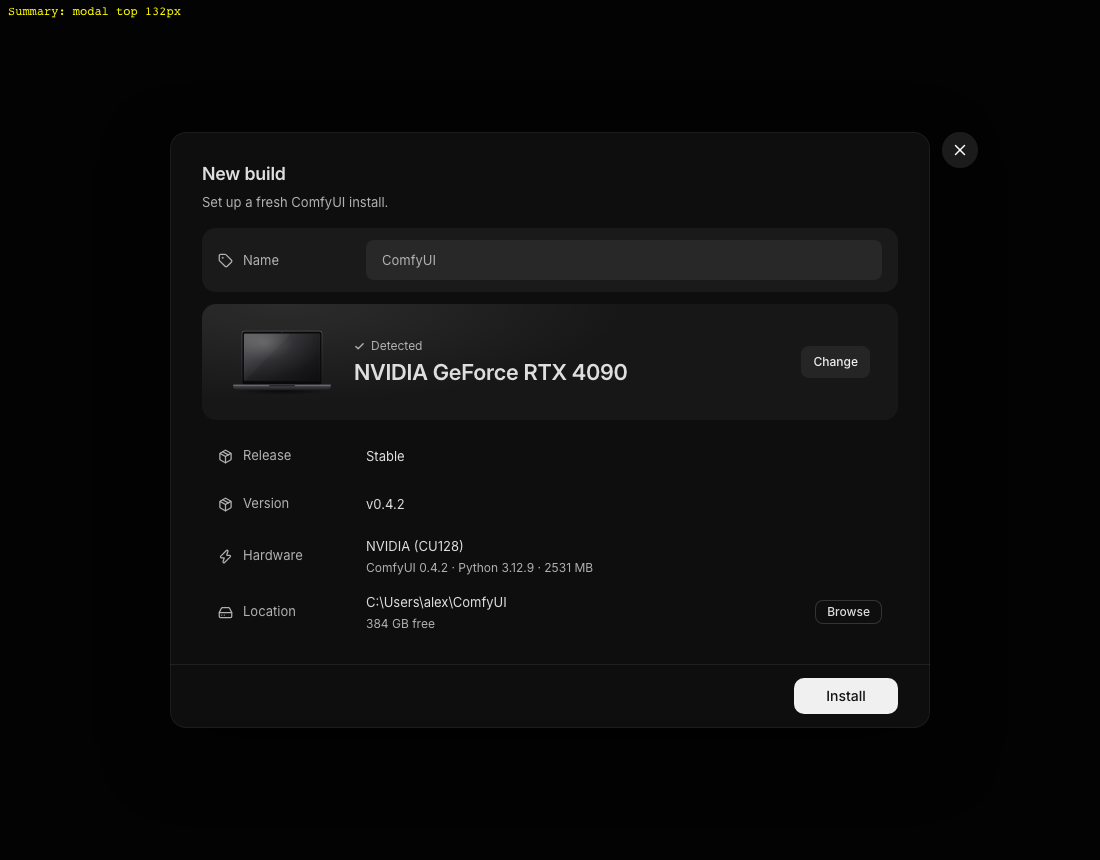 Summary: modal top 132px
New build
Set up a fresh ComfyUI install.
Name
ComfyUI
Detected
NVIDIA GeForce RTX 4090
Change
Release
Stable
Version
v0.4.2
Hardware
NVIDIA (CU128)
ComfyUI 0.4.2 · Python 3.12.9 · 2531 MB
Location
C:\Users\alex\ComfyUI
384 GB free
Browse
Install